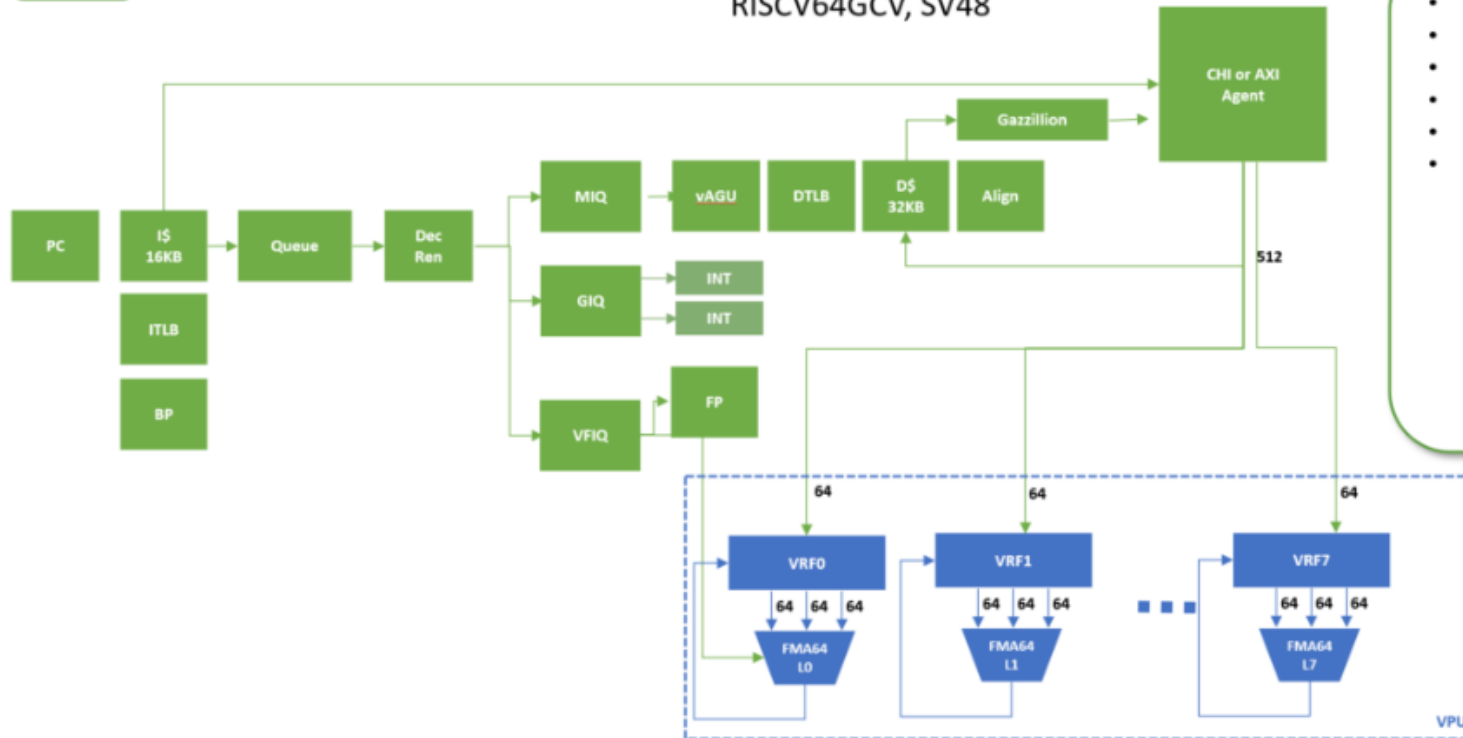 RISCV64GCV, SV48
CHI or AXI
Agent
Gazzillion
MIQ
vAGU
DTLB
D$
32KB
Align
PC
I$
16KB
Queue
Dec
Ren
512
INT
GIQ
INT
ITLB
FP
BP
VFIQ
64
64
64
VRF0
VRF1
VRF7
64
64
64
64
64
64
64
64
64
FMA64
L0
FMA64
L1
FMA64
L7
VPU